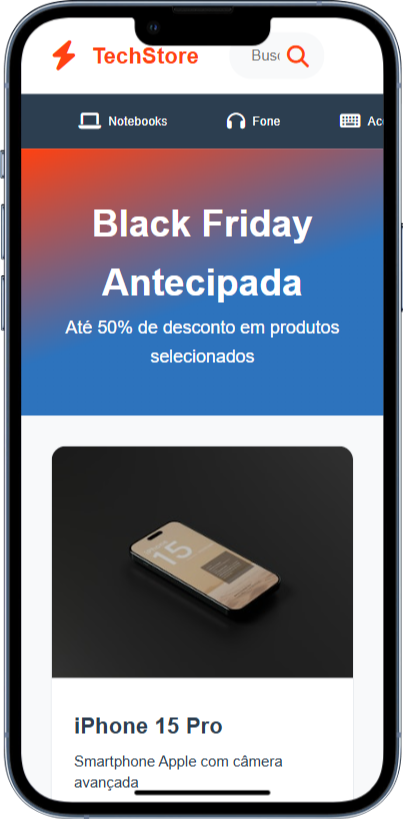 TechStore Busc
Notebooks Fone Ac
Black Friday
Antecipada
Até 50% de desconto em produtos
selecionados
15
iPhone 15 Pro
Smartphone Apple com câmera
avançada